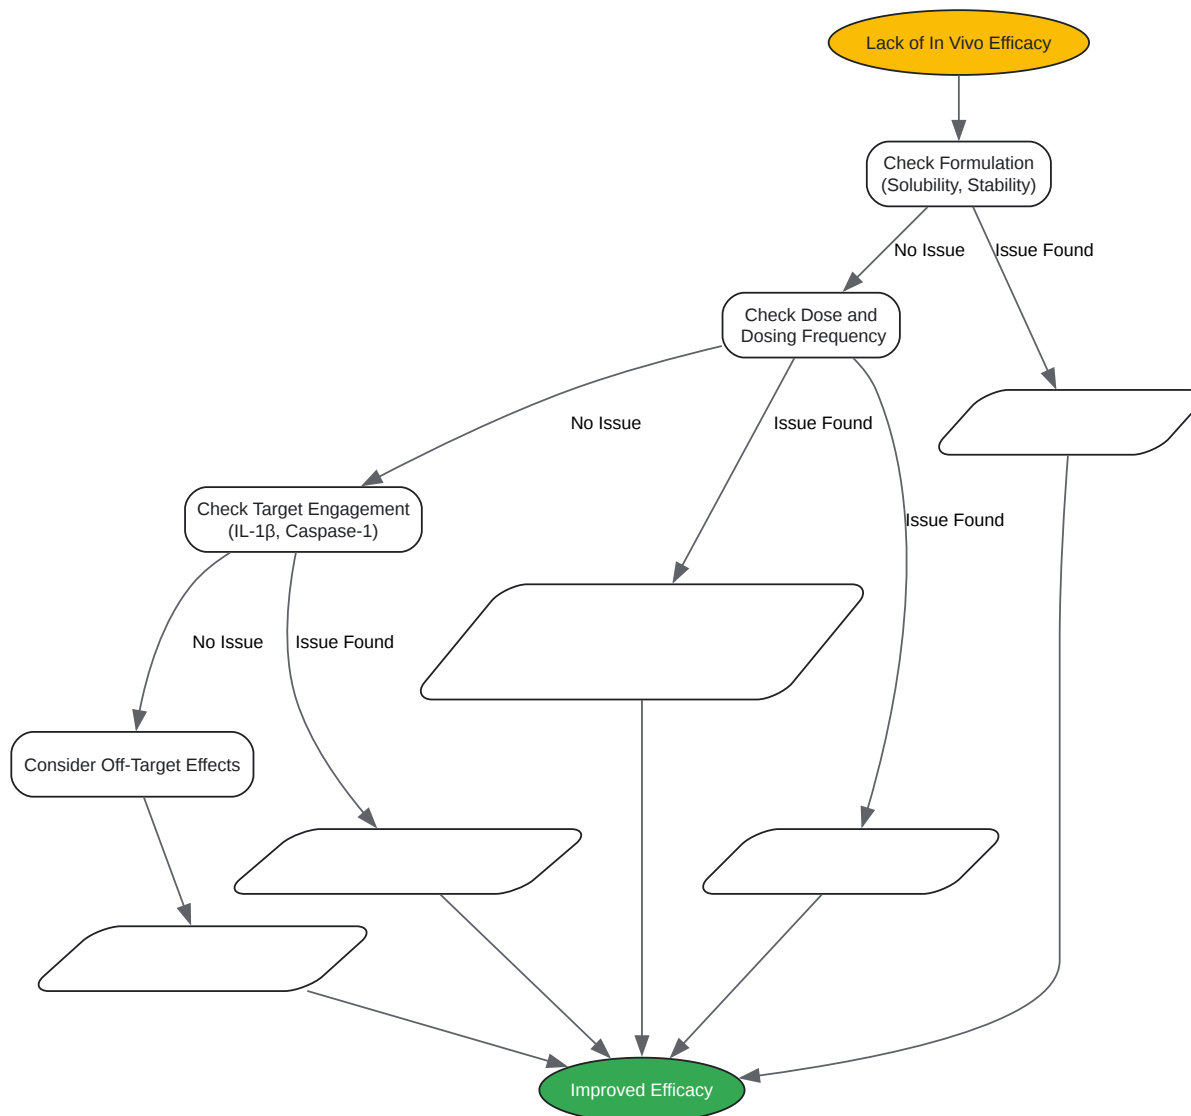 Lack of In Vivo Efficacy
Check Formulation
(Solubility, Stability)
No Issue
Issue Found
Check Dose and
Dosing Frequency
No Issue
Issue Found
Issue Found
Check Target Engagement
(IL-1β, Caspase-1)
No Issue
Issue Found
Consider Off-Target Effects
Improved Efficacy